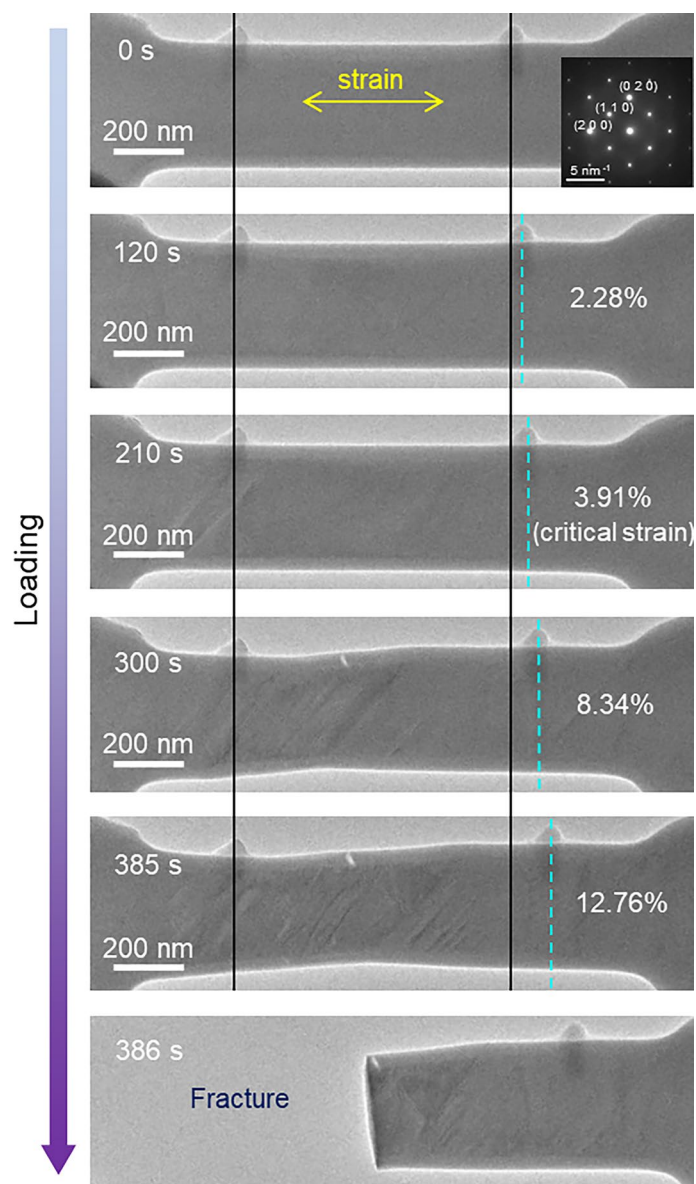 Loading
0 s
strain
200 nm
(0 2 0)
(1 1 0)
(2 0 0)
5 nm⁻¹
120 s
2.28%
200 nm
210 s
3.91%
(critical strain)
200 nm
300 s
8.34%
200 nm
385 s
12.76%
200 nm
386 s
Fracture